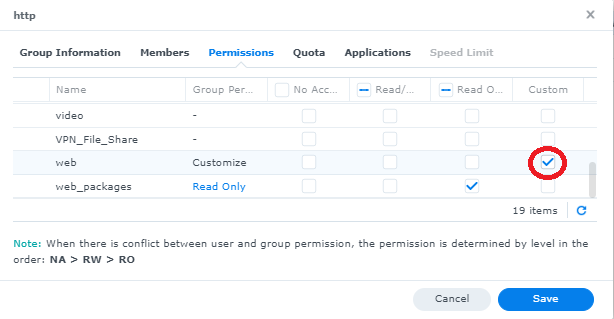 http
Group Information Members Permissions Quota Applications Speed Limit
Name Group Per... No Acc... Read/... Read O... Custom
video -
VPN_File_Share -
web Customize
web_packages Read Only
19 items
Note: When there is conflict between user and group permission, the permission is determined by level in the
order: NA > RW > RO
Cancel Save